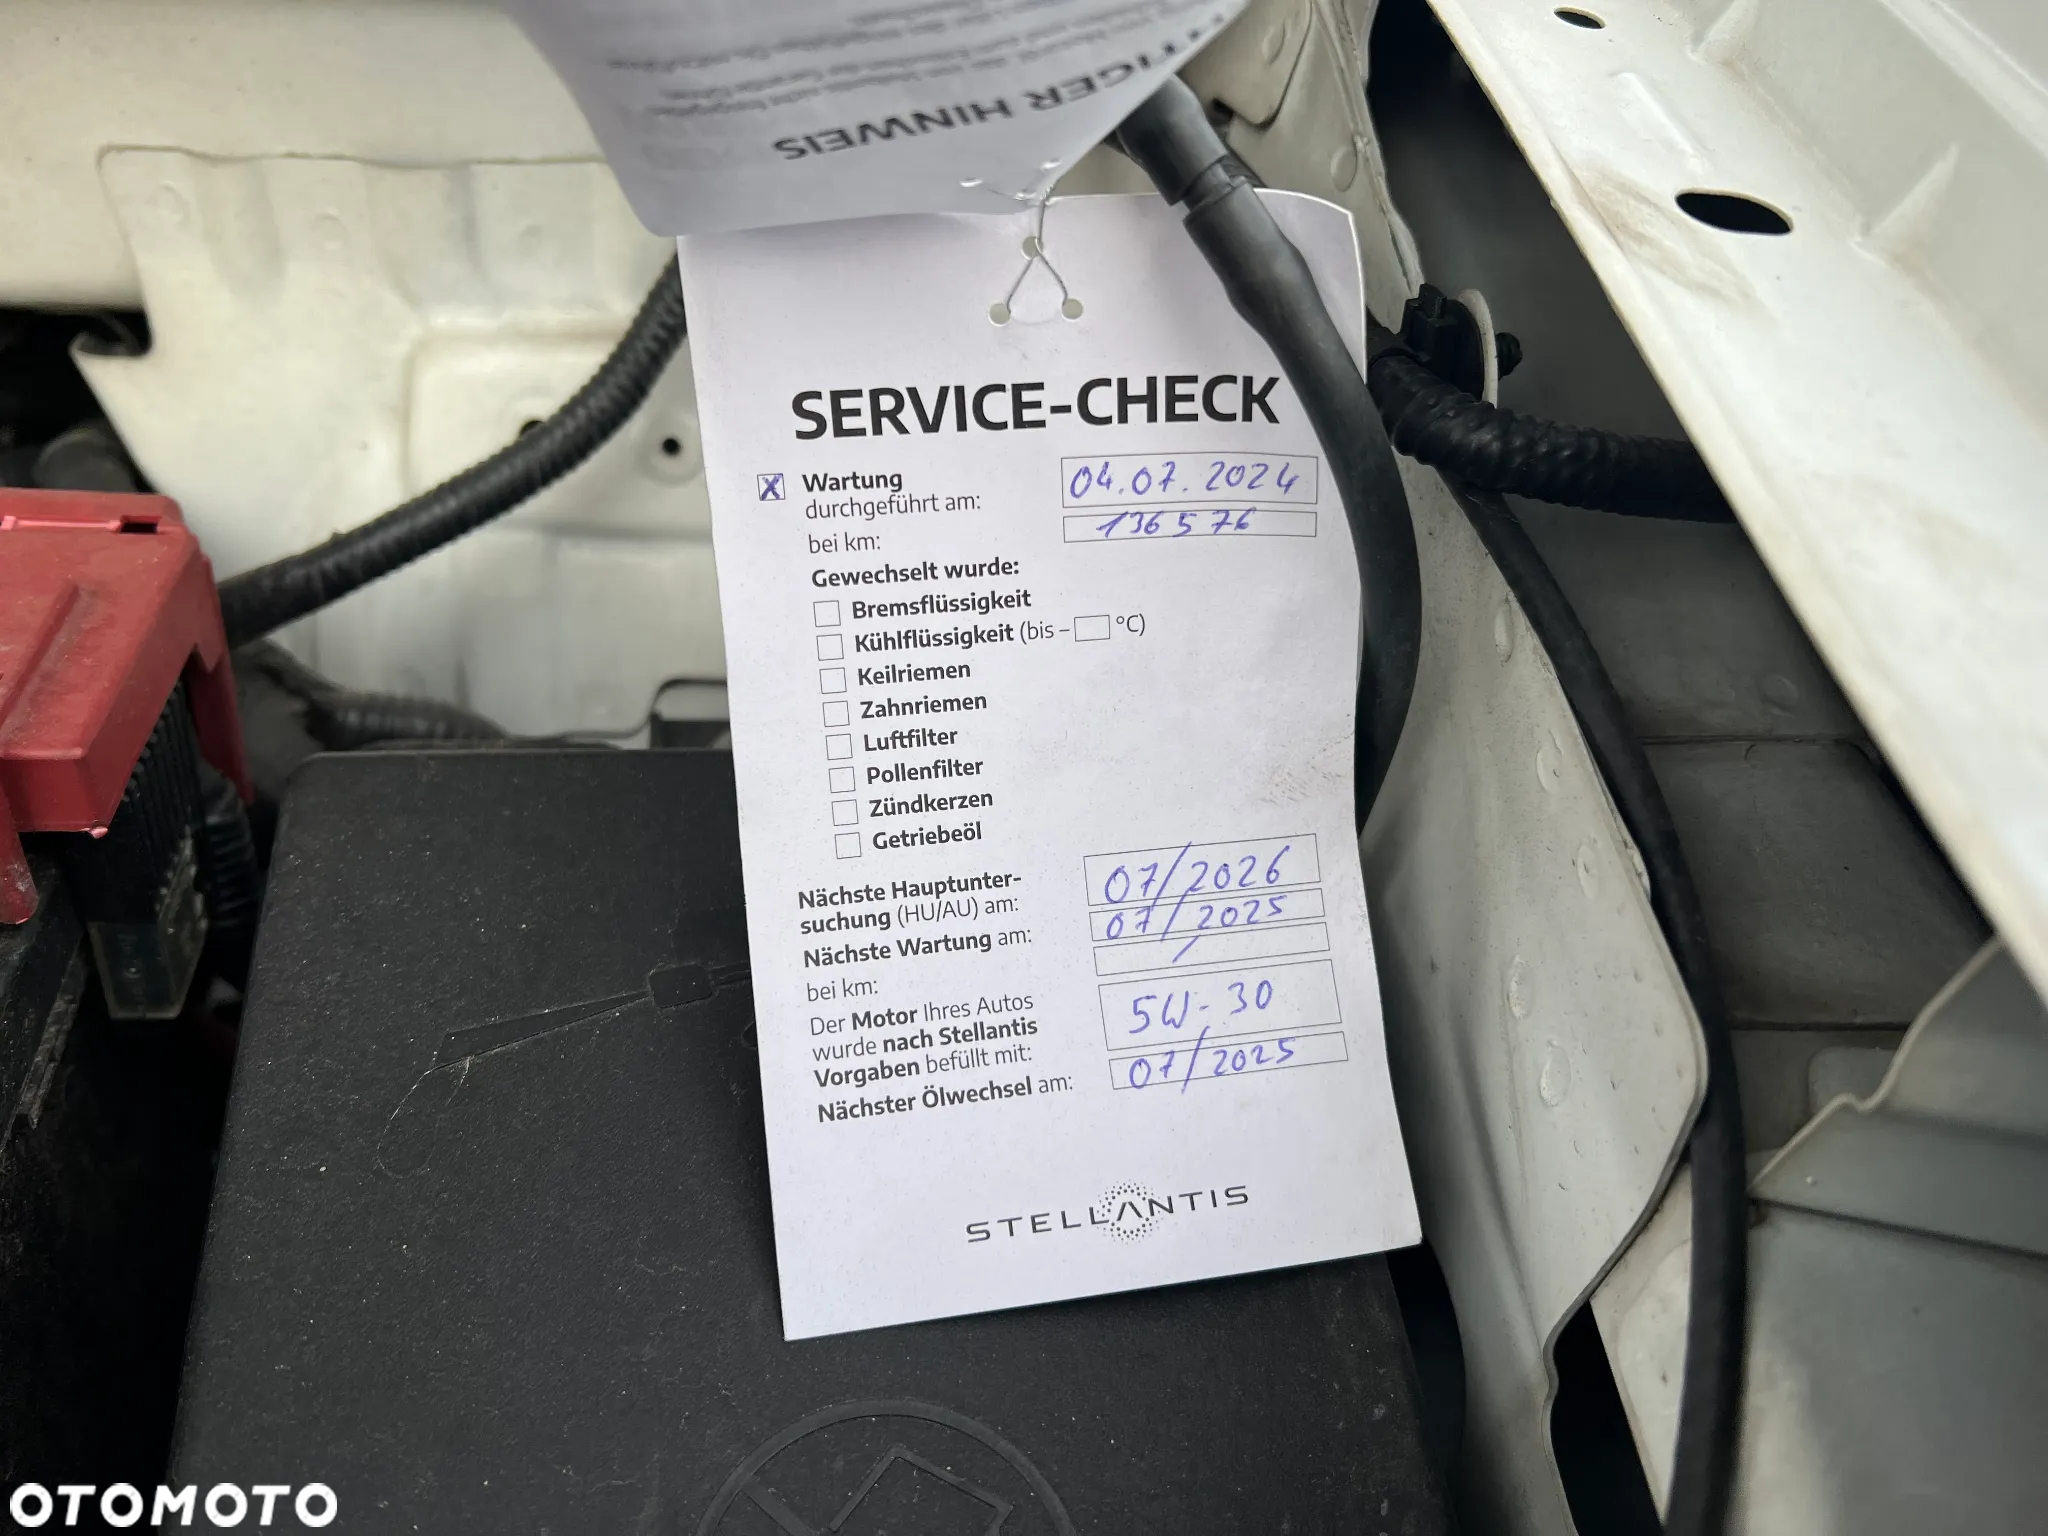 TIGER HINWEIS
SERVICE-CHECK
X Wartung
durchgeführt am: 04.07.2024
bei km: 136576
Gewechselt wurde:
Bremsflüssigkeit
Kühlflüssigkeit (bis – °C)
Keilriemen
Zahnriemen
Luftfilter
Pollenfilter
Zündkerzen
Getriebeöl
Nächste Hauptunter-
suchung (HU/AU) am: 07/2026
Nächste Wartung am: 07/2025
bei km: /
Der Motor Ihres Autos
wurde nach Stellantis
Vorgaben befüllt mit: 5W-30
Nächster Ölwechsel am: 07/2025
STELLANTIS
OTOMOTO